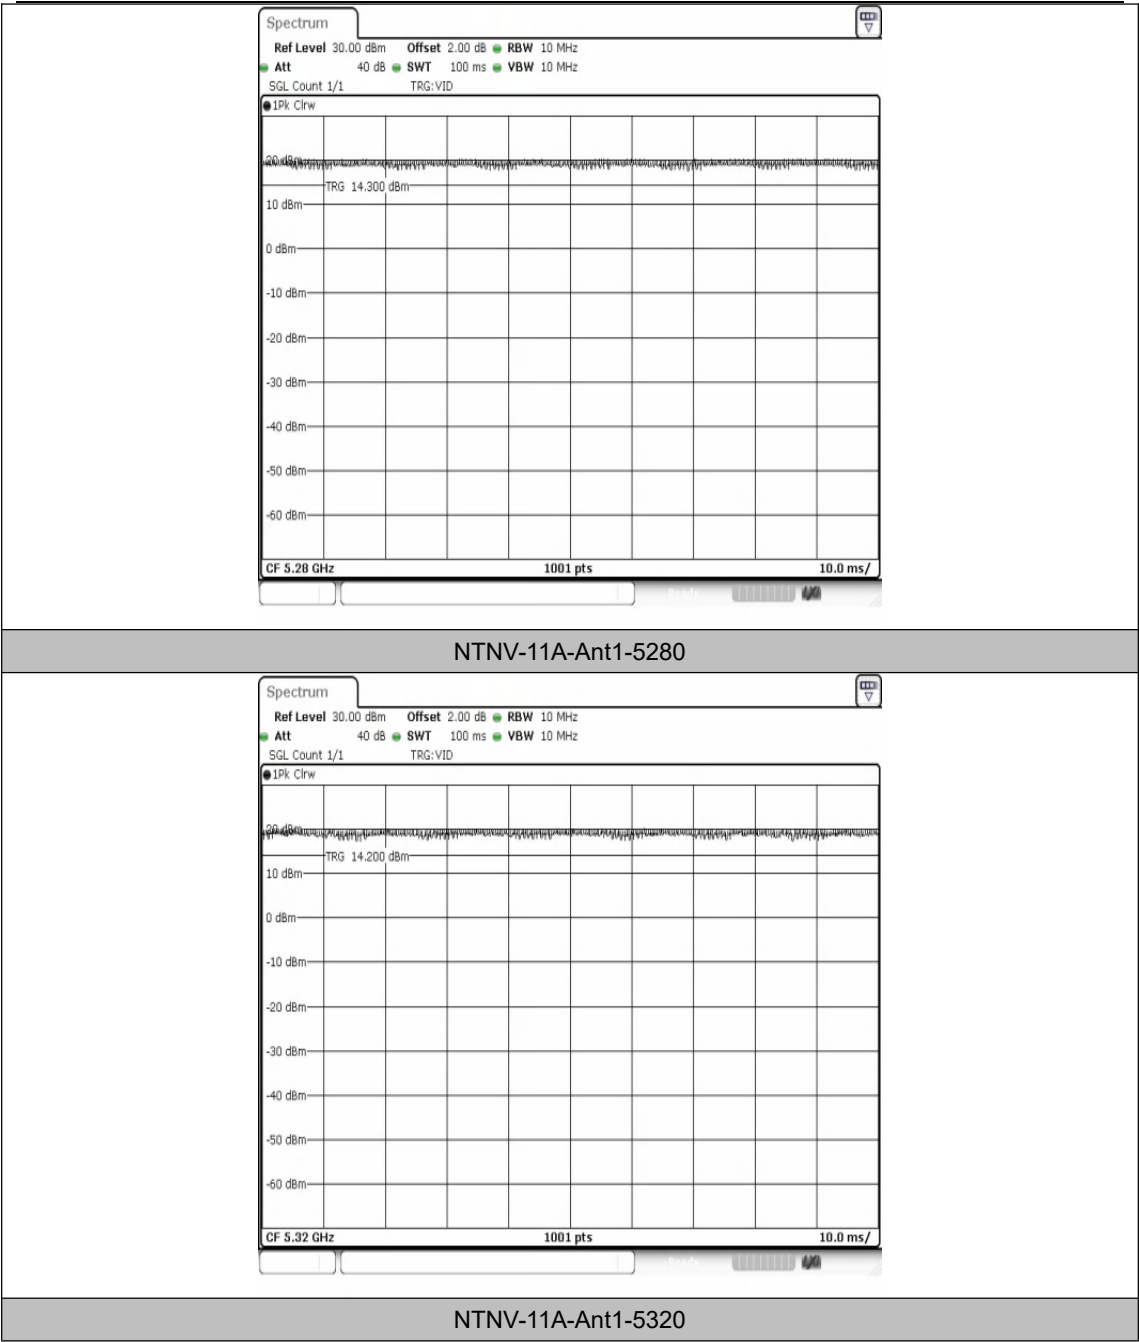 Spectrum
Ref Level 30.00 dBm Offset 2.00 dB RBW 10 MHz
Att 40 dB SWT 100 ms VBW 10 MHz
SGL Count 1/1 TRG:VID
1Pk Clrw
20 dBm
TRG 14.300 dBm
10 dBm
0 dBm
-10 dBm
-20 dBm
-30 dBm
-40 dBm
-50 dBm
-60 dBm
CF 5.28 GHz 1001 pts 10.0 ms/
Ready
NTNV-11A-Ant1-5280
Spectrum
Ref Level 30.00 dBm Offset 2.00 dB RBW 10 MHz
Att 40 dB SWT 100 ms VBW 10 MHz
SGL Count 1/1 TRG:VID
1Pk Clrw
20 dBm
TRG 14.200 dBm
10 dBm
0 dBm
-10 dBm
-20 dBm
-30 dBm
-40 dBm
-50 dBm
-60 dBm
CF 5.32 GHz 1001 pts 10.0 ms/
Ready
NTNV-11A-Ant1-5320